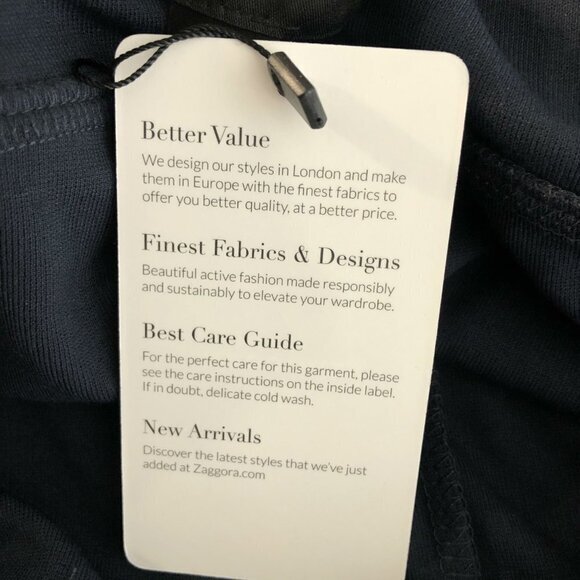 Better Value
We design our styles in London and make
them in Europe with the finest fabrics to
offer you better quality, at a better price.
Finest Fabrics & Designs
Beautiful active fashion made responsibly
and sustainably to elevate your wardrobe.
Best Care Guide
For the perfect care for this garment, please
see the care instructions on the inside label.
If in doubt, delicate cold wash.
New Arrivals
Discover the latest styles that we've just
added at Zaggora.com